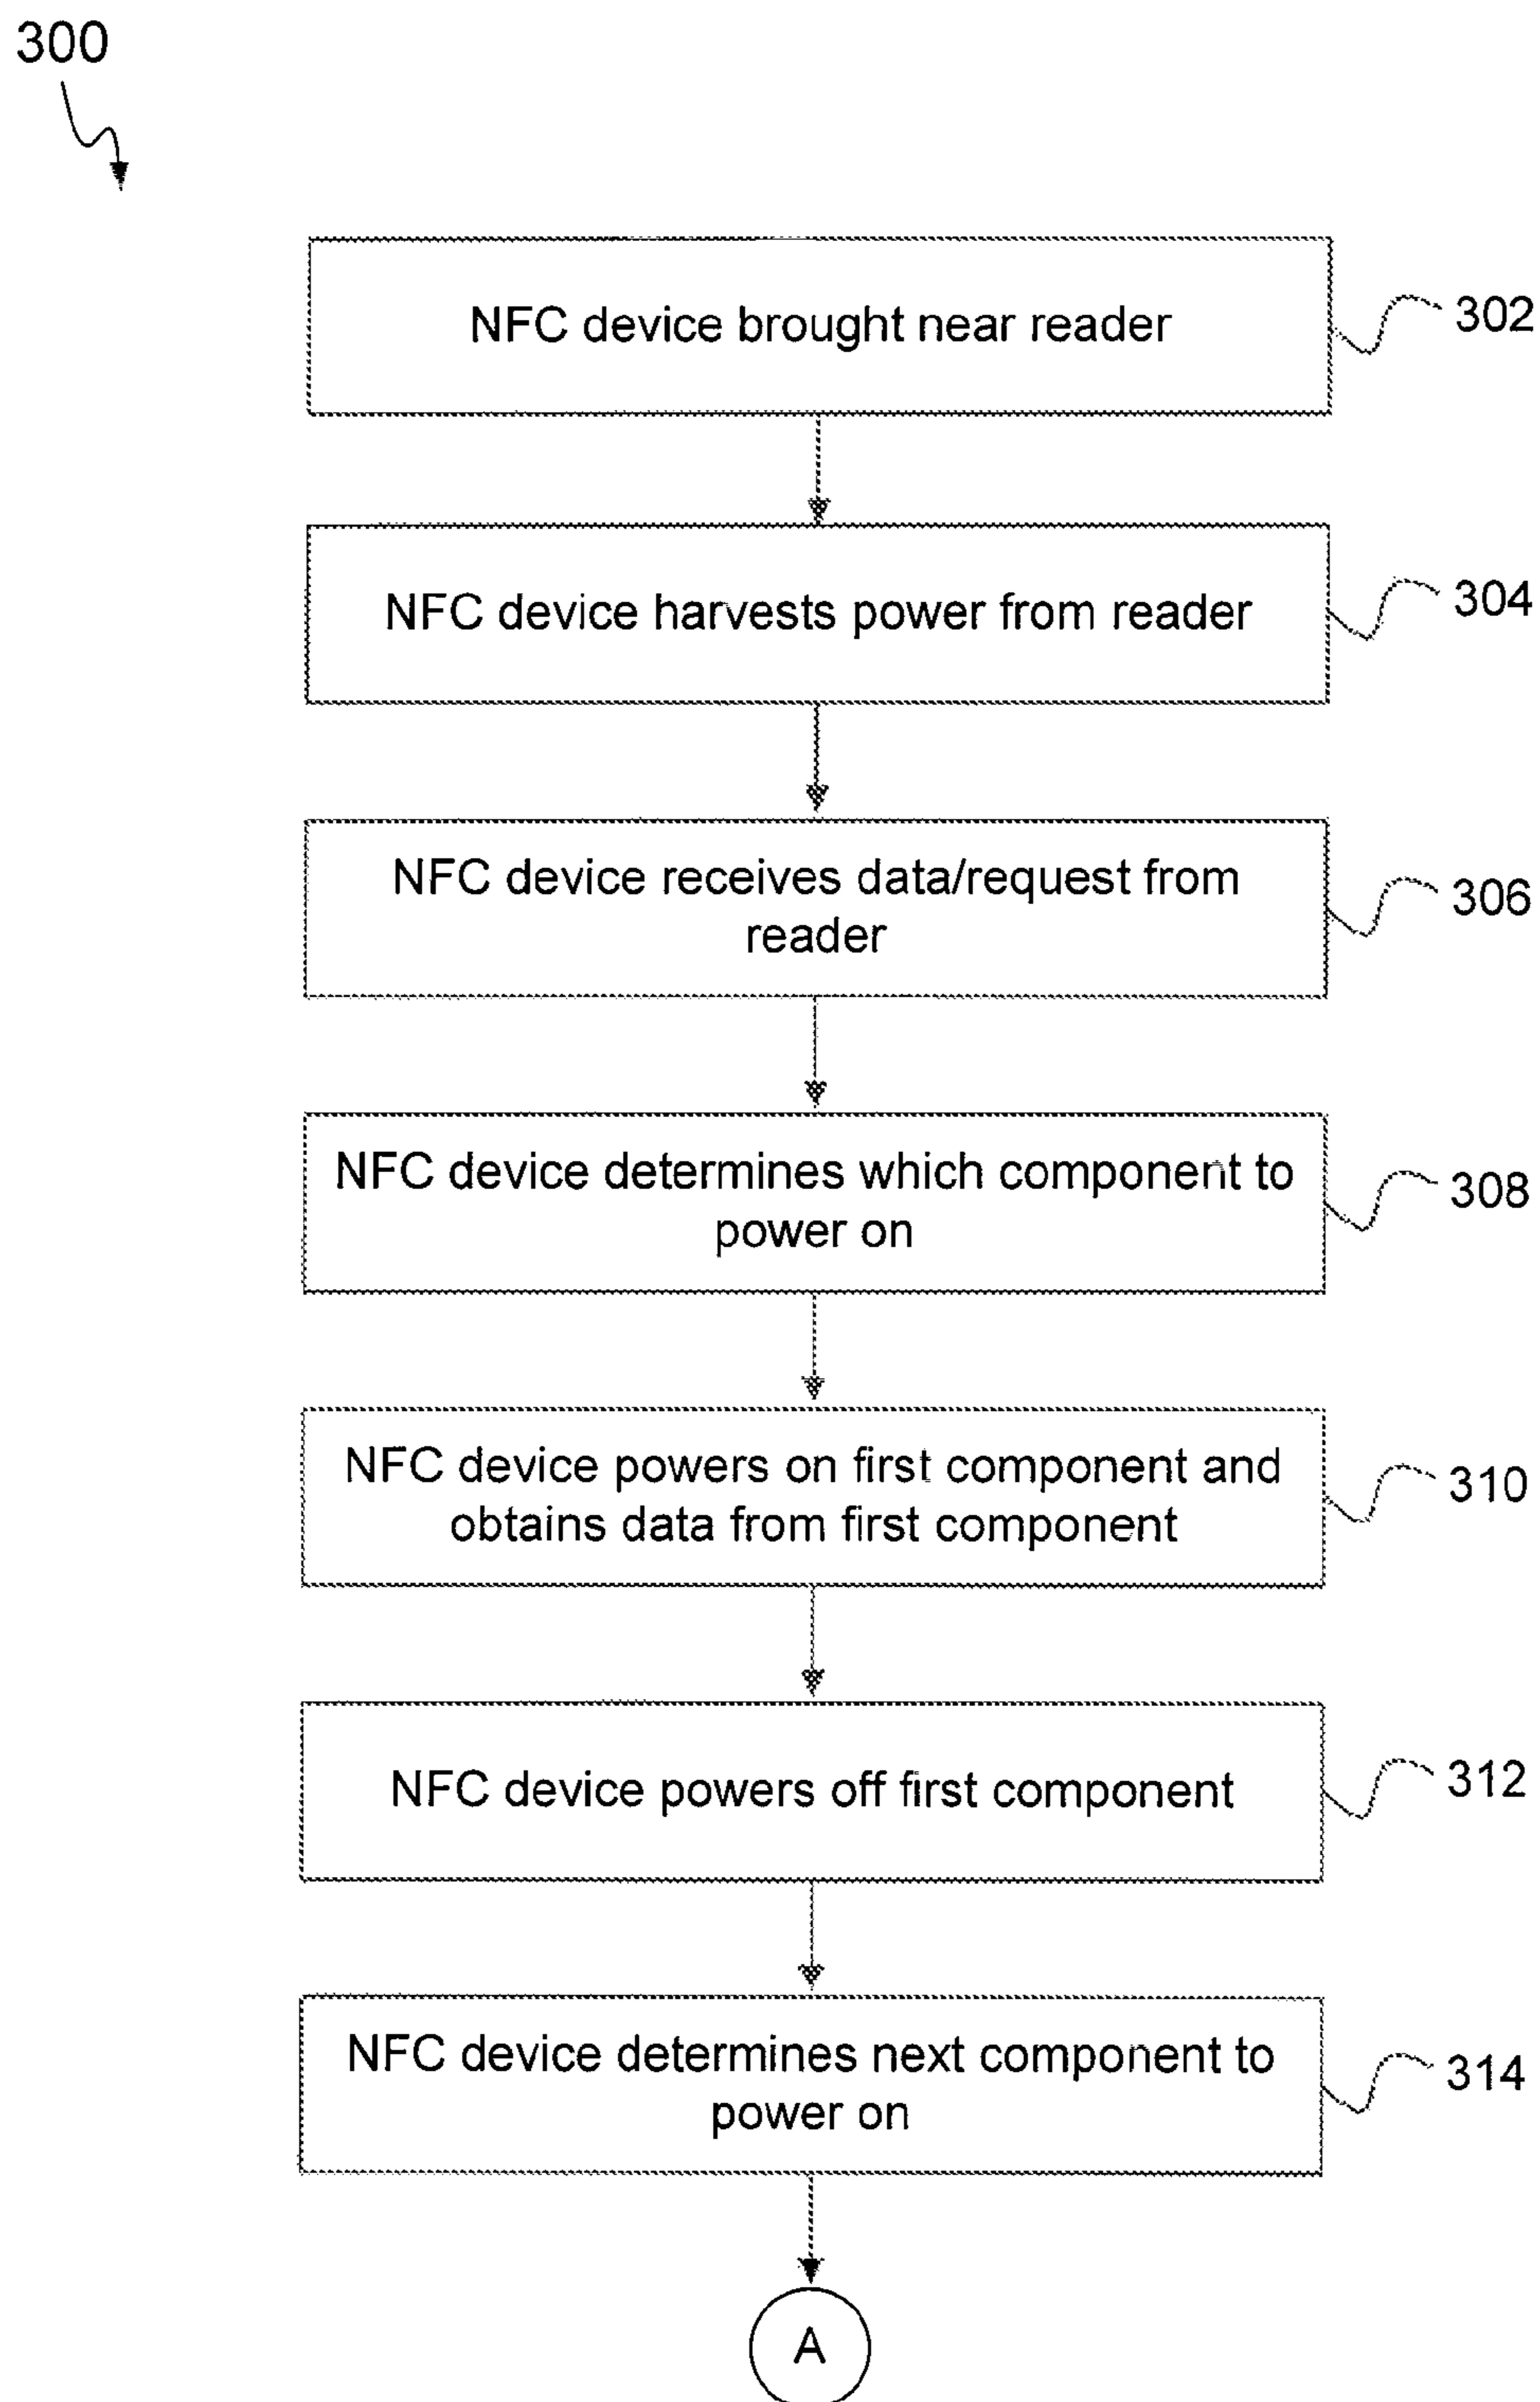 300
NFC device brought near reader
302
NFC device harvests power from reader
304
NFC device receives data/request from
reader
306
NFC device determines which component to
power on
308
NFC device powers on first component and
obtains data from first component
310
NFC device powers off first component
312
NFC device determines next component to
power on
314
A